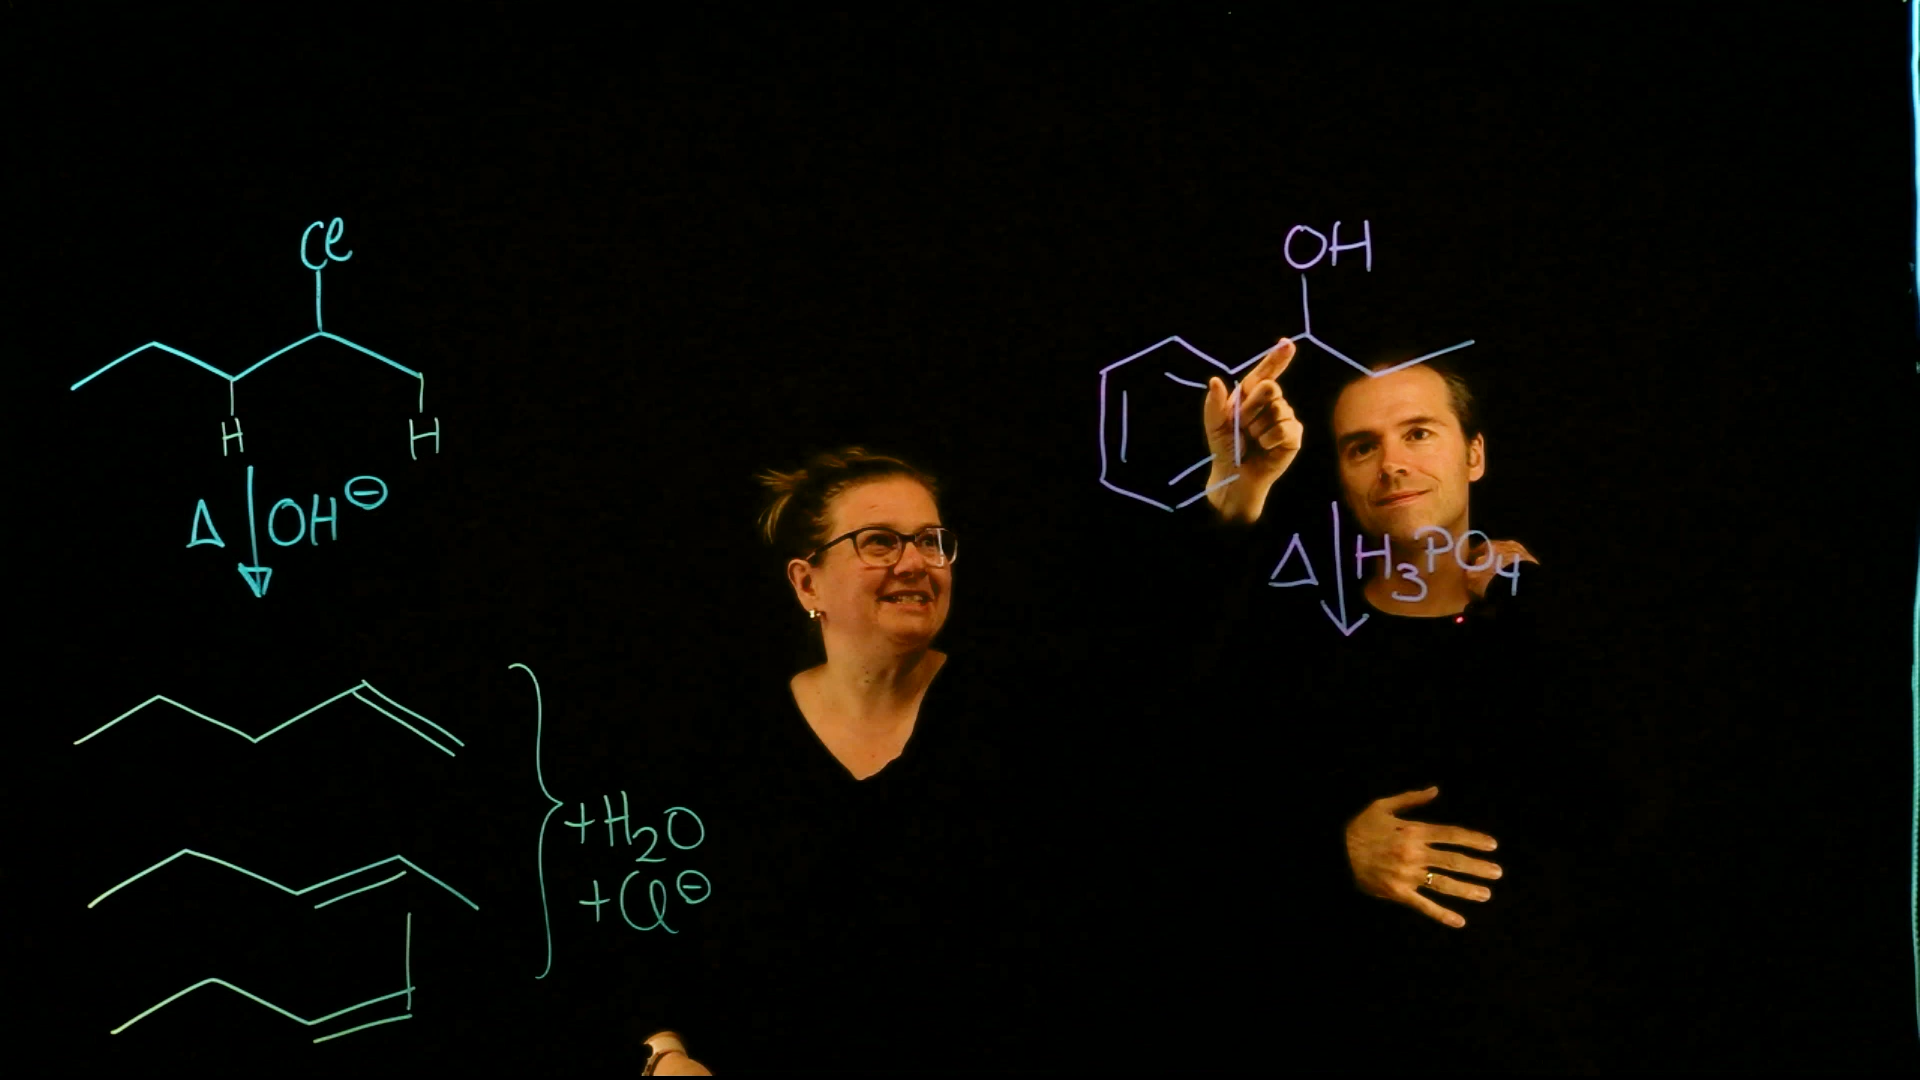 Cl
H H
Δ OH⊖
+H₂O
+Cl⊖
OH
Δ H₃PO₄